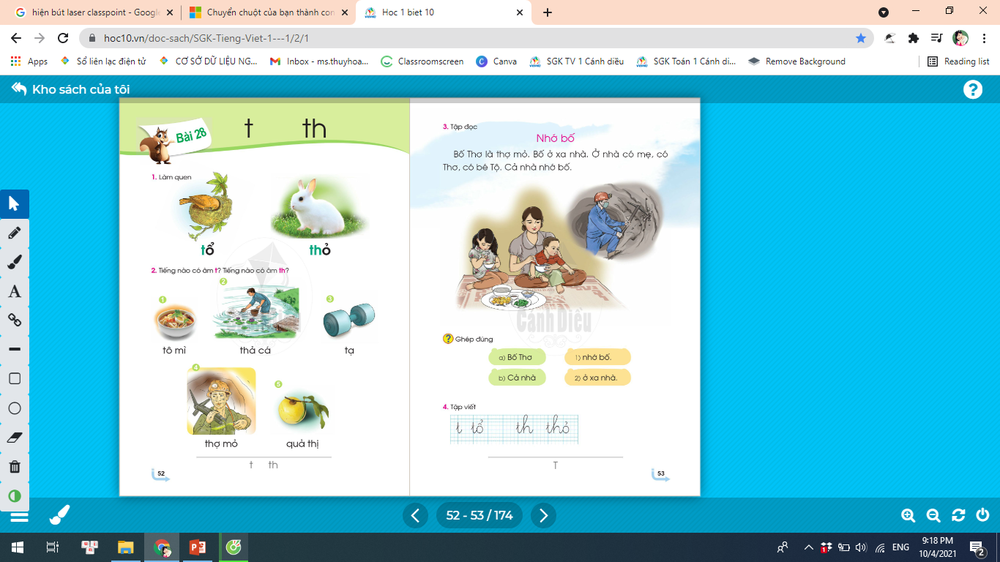 hiện bút laser classpoint - Google
Chuyển chuột của bạn thành con
Hoc 1 biet 10
hoc10.vn/doc-sach/SGK-Tieng-Viet-1---1/2/1
Apps
Sổ liên lạc điện tử
CƠ SỞ DỮ LIỆU NG...
Inbox - ms.thuyhoa...
Classroomscreen
Canva
SGK TV 1 Cánh diều
SGK Toán 1 Cánh di...
Remove Background
Reading list
Kho sách của tôi
?
Bài 28
t th
1. Làm quen
tổ
thỏ
2. Tiếng nào có âm t? Tiếng nào có âm th?
1
2
3
tô mì
thả cá
tạ
4
5
thợ mỏ
quả thị
t th
52
3. Tập đọc
Nhớ bố
Bố Thơ là thợ mỏ. Bố ở xa nhà. Ở nhà có mẹ, có
Thơ, có bé Tộ. Cả nhà nhớ bố.
Cánh Diều
? Ghép đúng
a) Bố Thơ
1) nhớ bố.
b) Cả nhà
2) ở xa nhà.
4. Tập viết
t tổ th thỏ
T
53
A
52 - 53 / 174
ENG
9:18 PM
10/4/2021
1
2